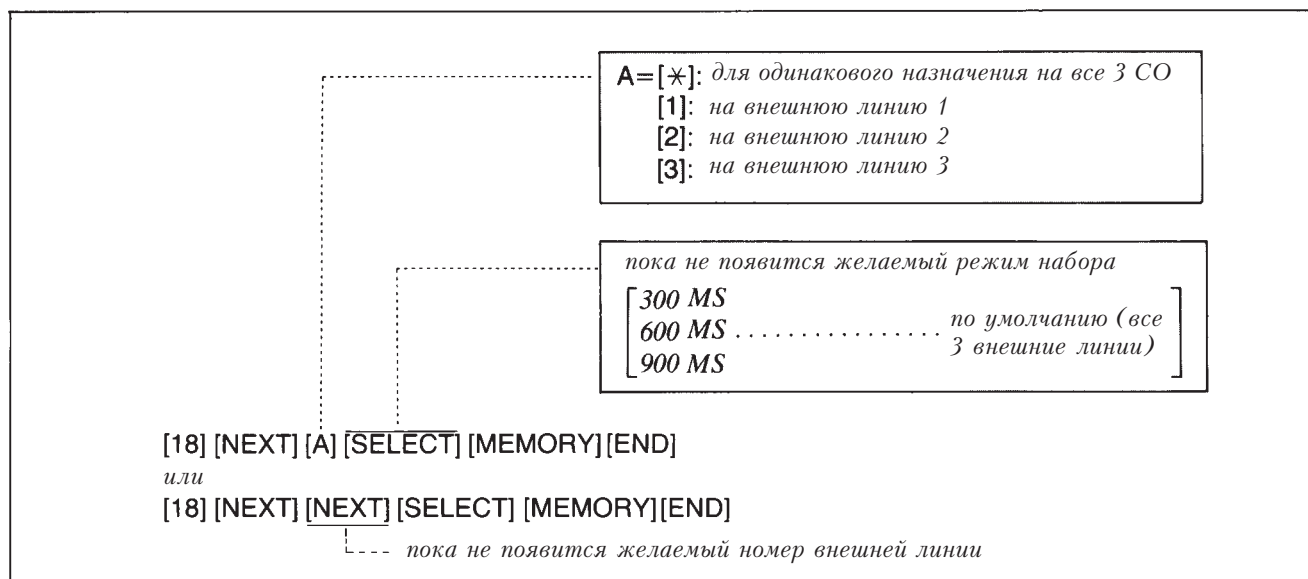 A=[✳]: для одинакового назначения на все 3 СО
[1]: на внешнюю линию 1
[2]: на внешнюю линию 2
[3]: на внешнюю линию 3
пока не появится желаемый режим набора
300 MS
600 MS ................ по умолчанию (все
3 внешние линии)
900 MS
[18] [NEXT] [A] [SELECT] [MEMORY] [END]
или
[18] [NEXT] [NEXT] [SELECT] [MEMORY] [END]
пока не появится желаемый номер внешней линии